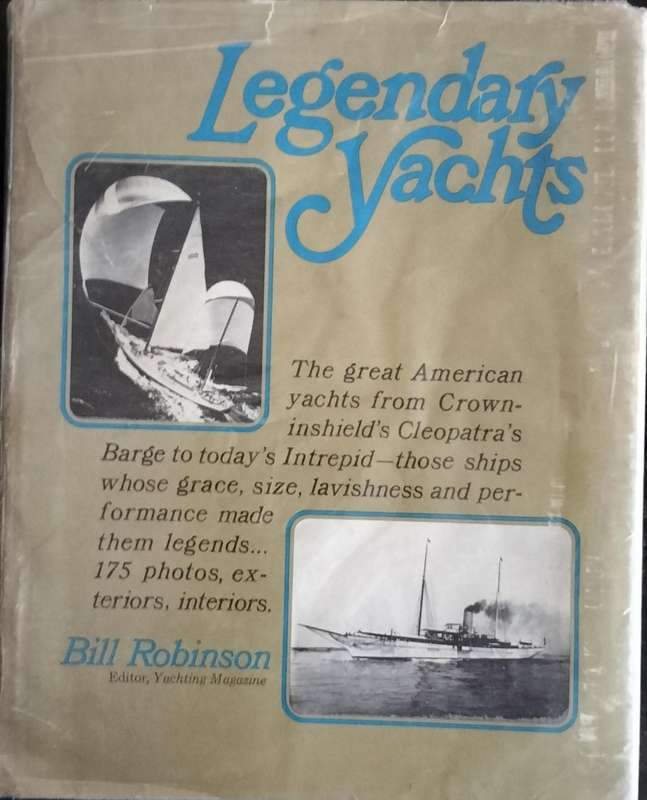 Legendary
Yachts
The great American
yachts from Crown-
inshield's Cleopatra's
Barge to today's Intrepid—those ships
whose grace, size, lavishness and per-
formance made
them legends...
175 photos, ex-
teriors, interiors.
Bill Robinson
Editor, Yachting Magazine